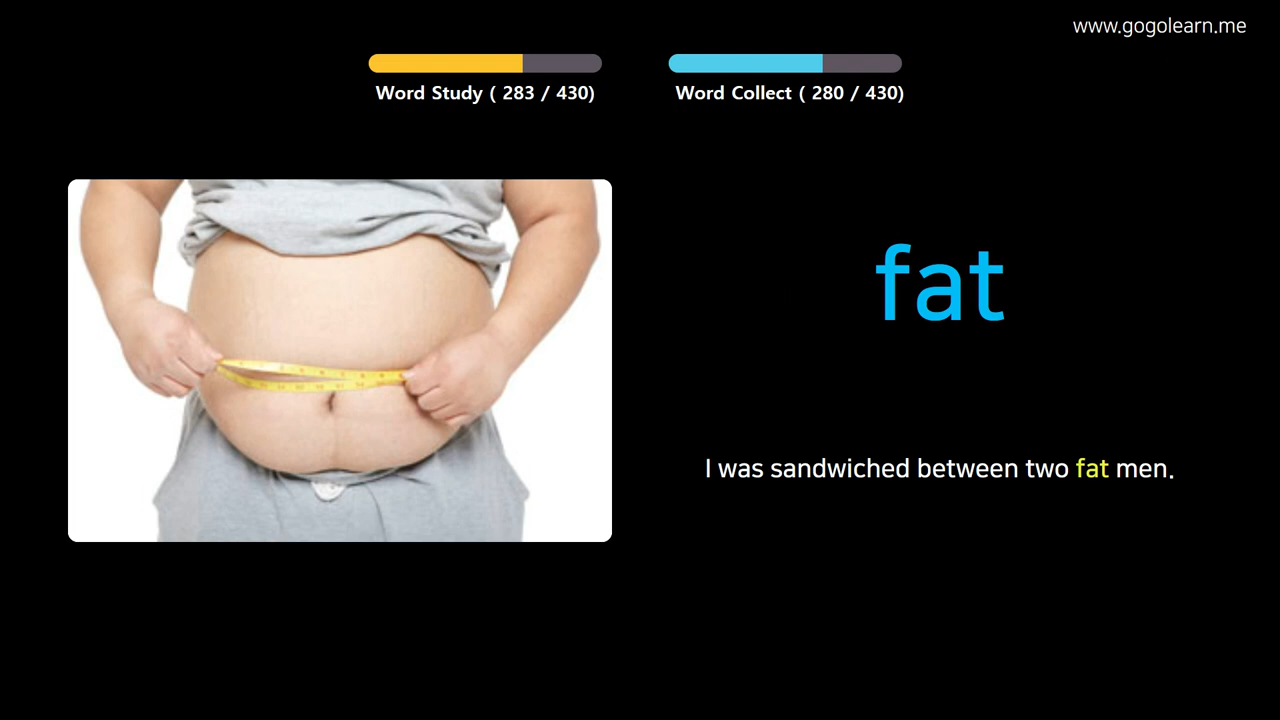 www.gogolearn.me
Word Study ( 283 / 430)
Word Collect ( 280 / 430)
fat
I was sandwiched between two fat men.